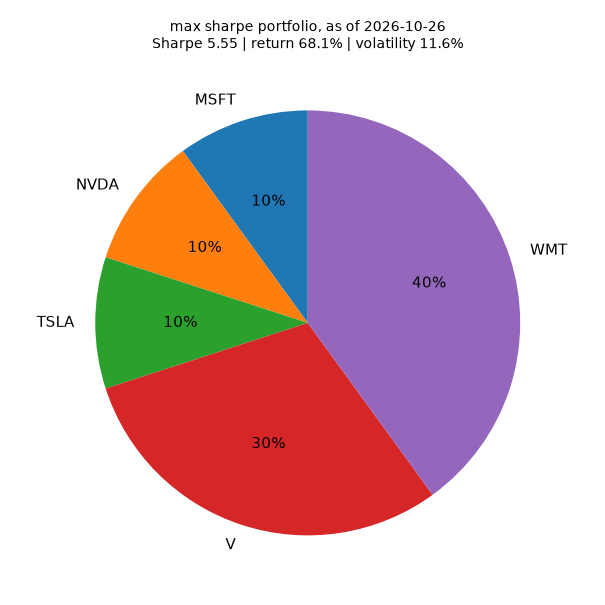 max sharpe portfolio, as of 2026-10-26
Sharpe 5.55 | return 68.1% | volatility 11.6%
MSFT
10%
NVDA
10%
TSLA
10%
V
30%
WMT
40%